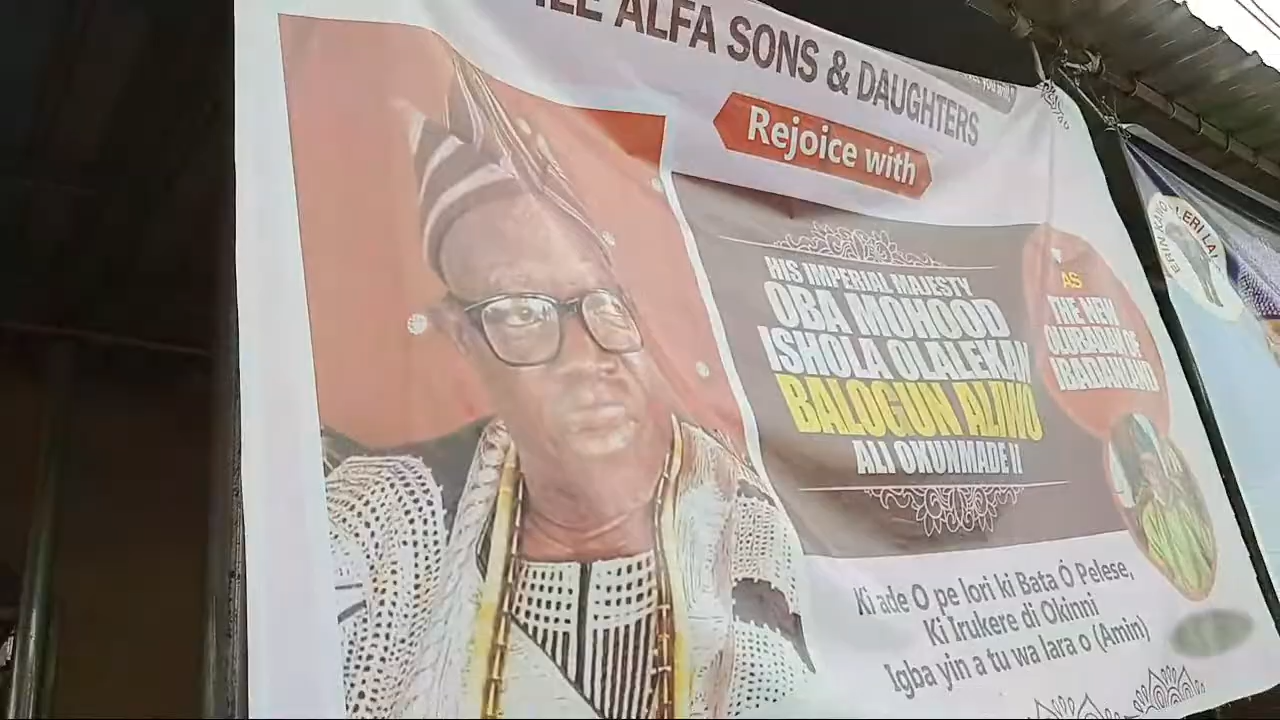 ALFA SONS & DAUGHTERS
Rejoice with
HIS IMPERIAL MAJESTY
OBA MOHOOD
ISHOLA OLALEKAN
BALOGUN ALIWO
ALI OKUNMADE II
AS
THE NEW
OLUBADAN OF
IBADANLAND
Ki ade O pe lori ki Bata Ó Pelese,
Ki Irukere di Okinni
Igba yin a tu wa lara o (Amin)